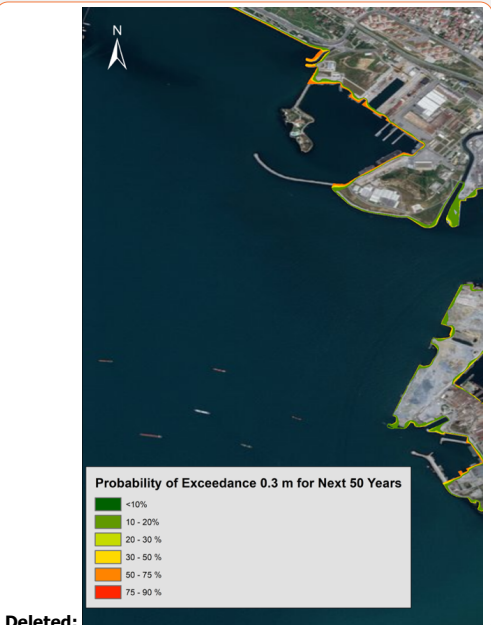 N
Probability of Exceedance 0.3 m for Next 50 Years
<10%
10 - 20%
20 - 30 %
30 - 50 %
50 - 75 %
75 - 90 %
Deleted: